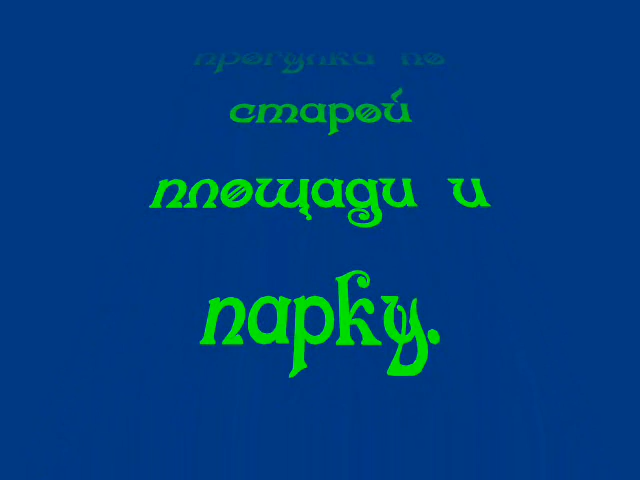 прогулка по
старой
площади и
парку.